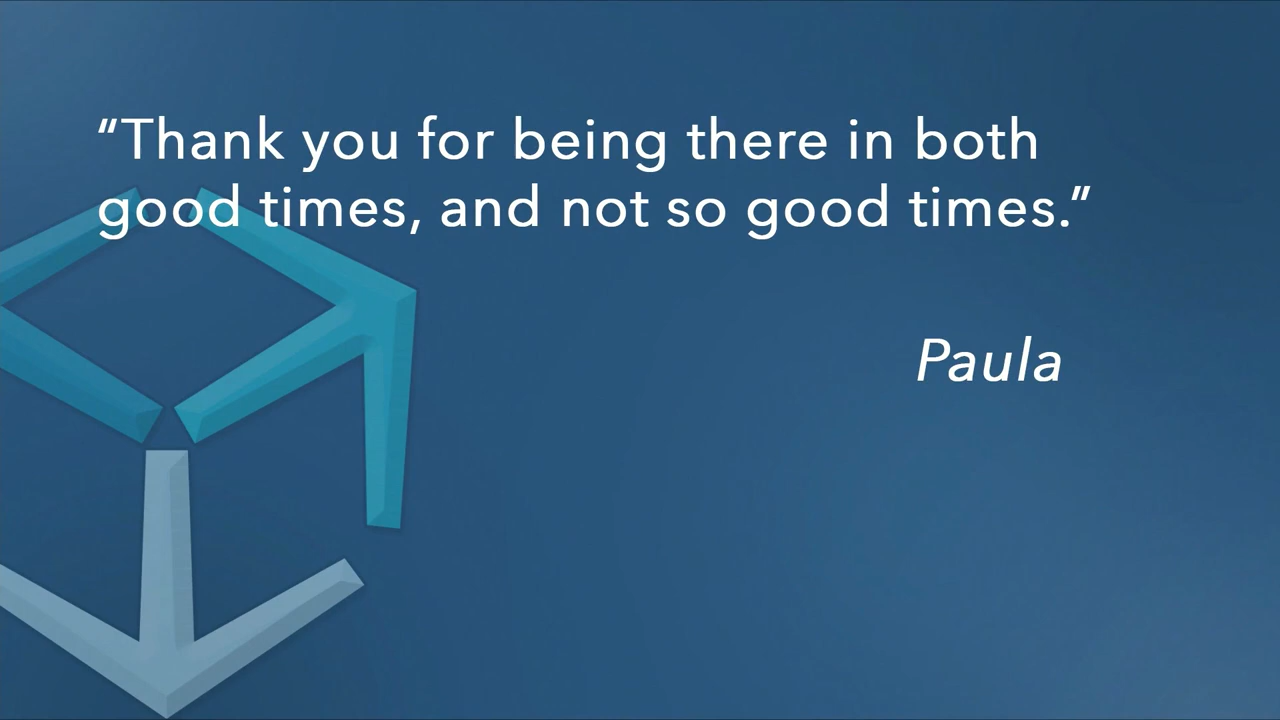 “Thank you for being there in both
good times, and not so good times.”
Paula